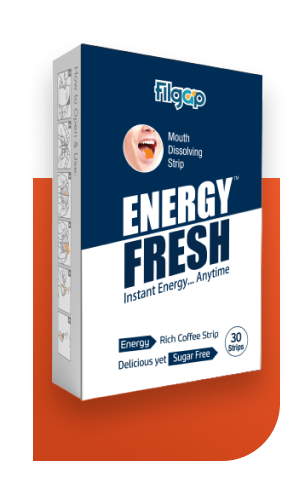 How to Open & Use
filgap
Mouth
Dissolving
Strip
ENERGY™
FRESH
Instant Energy... Anytime
Energy Rich Coffee Strip
Delicious yet Sugar Free
30
Strips